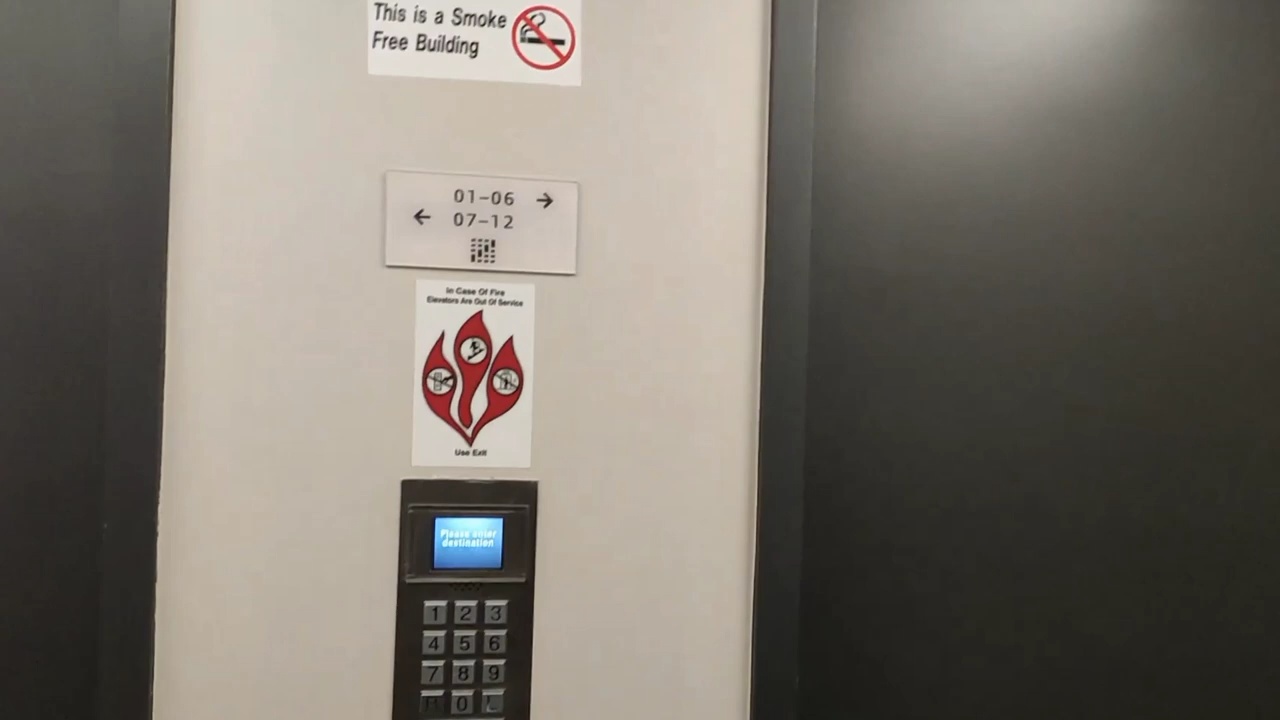 This is a Smoke
Free Building
01-06 →
← 07-12
In Case Of Fire
Elevators Are Out Of Service
Use Exit
Please enter
destination
1 2 3
4 5 6
7 8 9
0